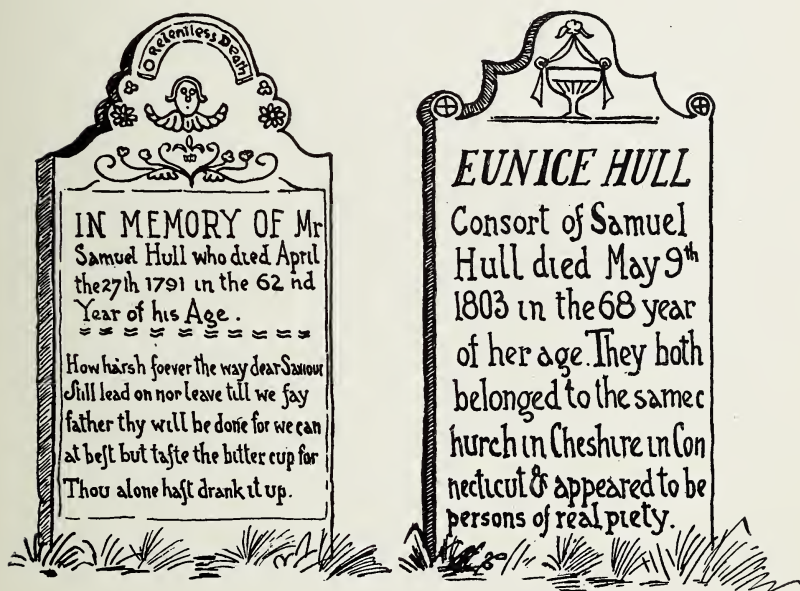 O Relentless Death
IN MEMORY OF Mr
Samuel Hull who died April
the 27th 1791 in the 62 nd
Year of his Age.
How harsh foever the way dear Saviour
Still lead on nor leave till we fay
father thy will be done for we can
at beſt but taſte the bitter cup for
Thou alone haſt drank it up.
EUNICE HULL
Consort of Samuel
Hull died May 9th
1803 in the 68 year
of her age. They both
belonged to the same c
hurch in Cheshire in Con
necticut & appeared to be
persons of real piety.